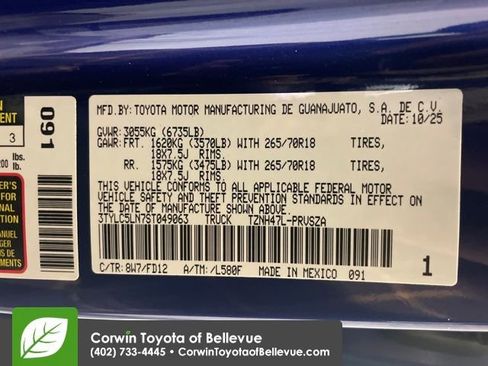 MFD.BY:TOYOTA MOTOR MANUFACTURING DE GUANAJUATO, S.A. DE C.V.
DATE:10/25
GVWR:3055KG (6735LB)
GAWR:FRT. 1620KG (3570LB) WITH 265/70R18 TIRES,
18X7.5J RIMS.
RR. 1575KG (3475LB) WITH 265/70R18 TIRES,
18X7.5J RIMS.
THIS VEHICLE CONFORMS TO ALL APPLICABLE FEDERAL MOTOR
VEHICLE SAFETY AND THEFT PREVENTION STANDARDS IN EFFECT ON
THE DATE OF MANUFACTURE SHOWN ABOVE.
3TYLC5LN7ST049063 TRUCK TZNH47L-PRVSZA
C/TR:8W7/FD12 A/TM:/L580F MADE IN MEXICO 091
1
091
3
lbs.
kg
Corwin Toyota of Bellevue
(402) 733-4445 • CorwinToyotaofBellevue.com